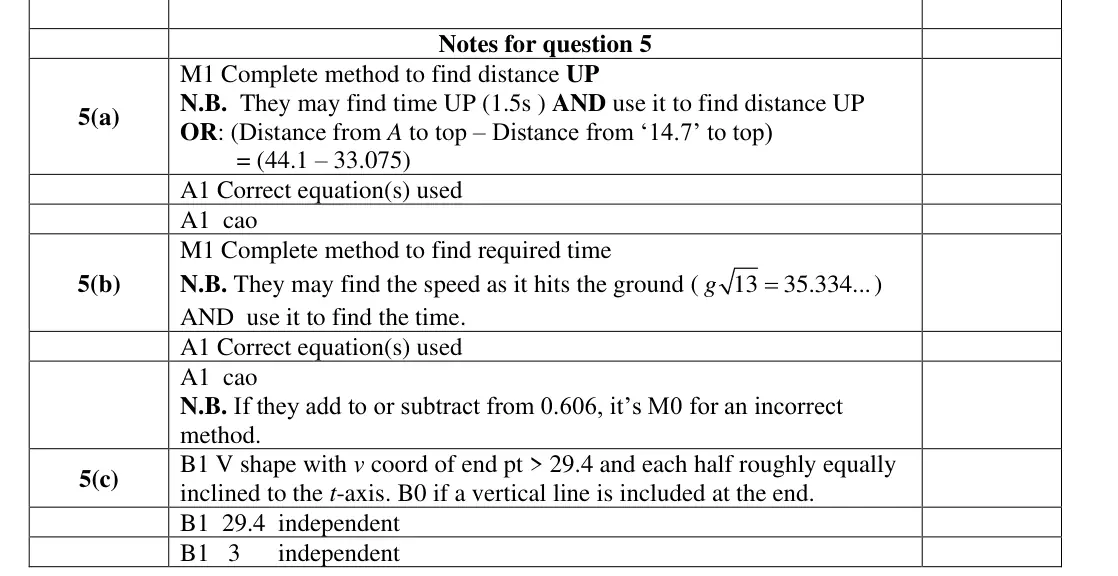 Notes for question 5
5(a)
M1 Complete method to find distance UP
N.B. They may find time UP (1.5s ) AND use it to find distance UP
OR: (Distance from A to top – Distance from ‘14.7’ to top)
= (44.1 – 33.075)
A1 Correct equation(s) used
A1 cao
5(b)
M1 Complete method to find required time
N.B. They may find the speed as it hits the ground ( g√13 = 35.334... )
AND use it to find the time.
A1 Correct equation(s) used
A1 cao
N.B. If they add to or subtract from 0.606, it’s M0 for an incorrect
method.
5(c)
B1 V shape with v coord of end pt > 29.4 and each half roughly equally
inclined to the t-axis. B0 if a vertical line is included at the end.
B1 29.4 independent
B1 3 independent